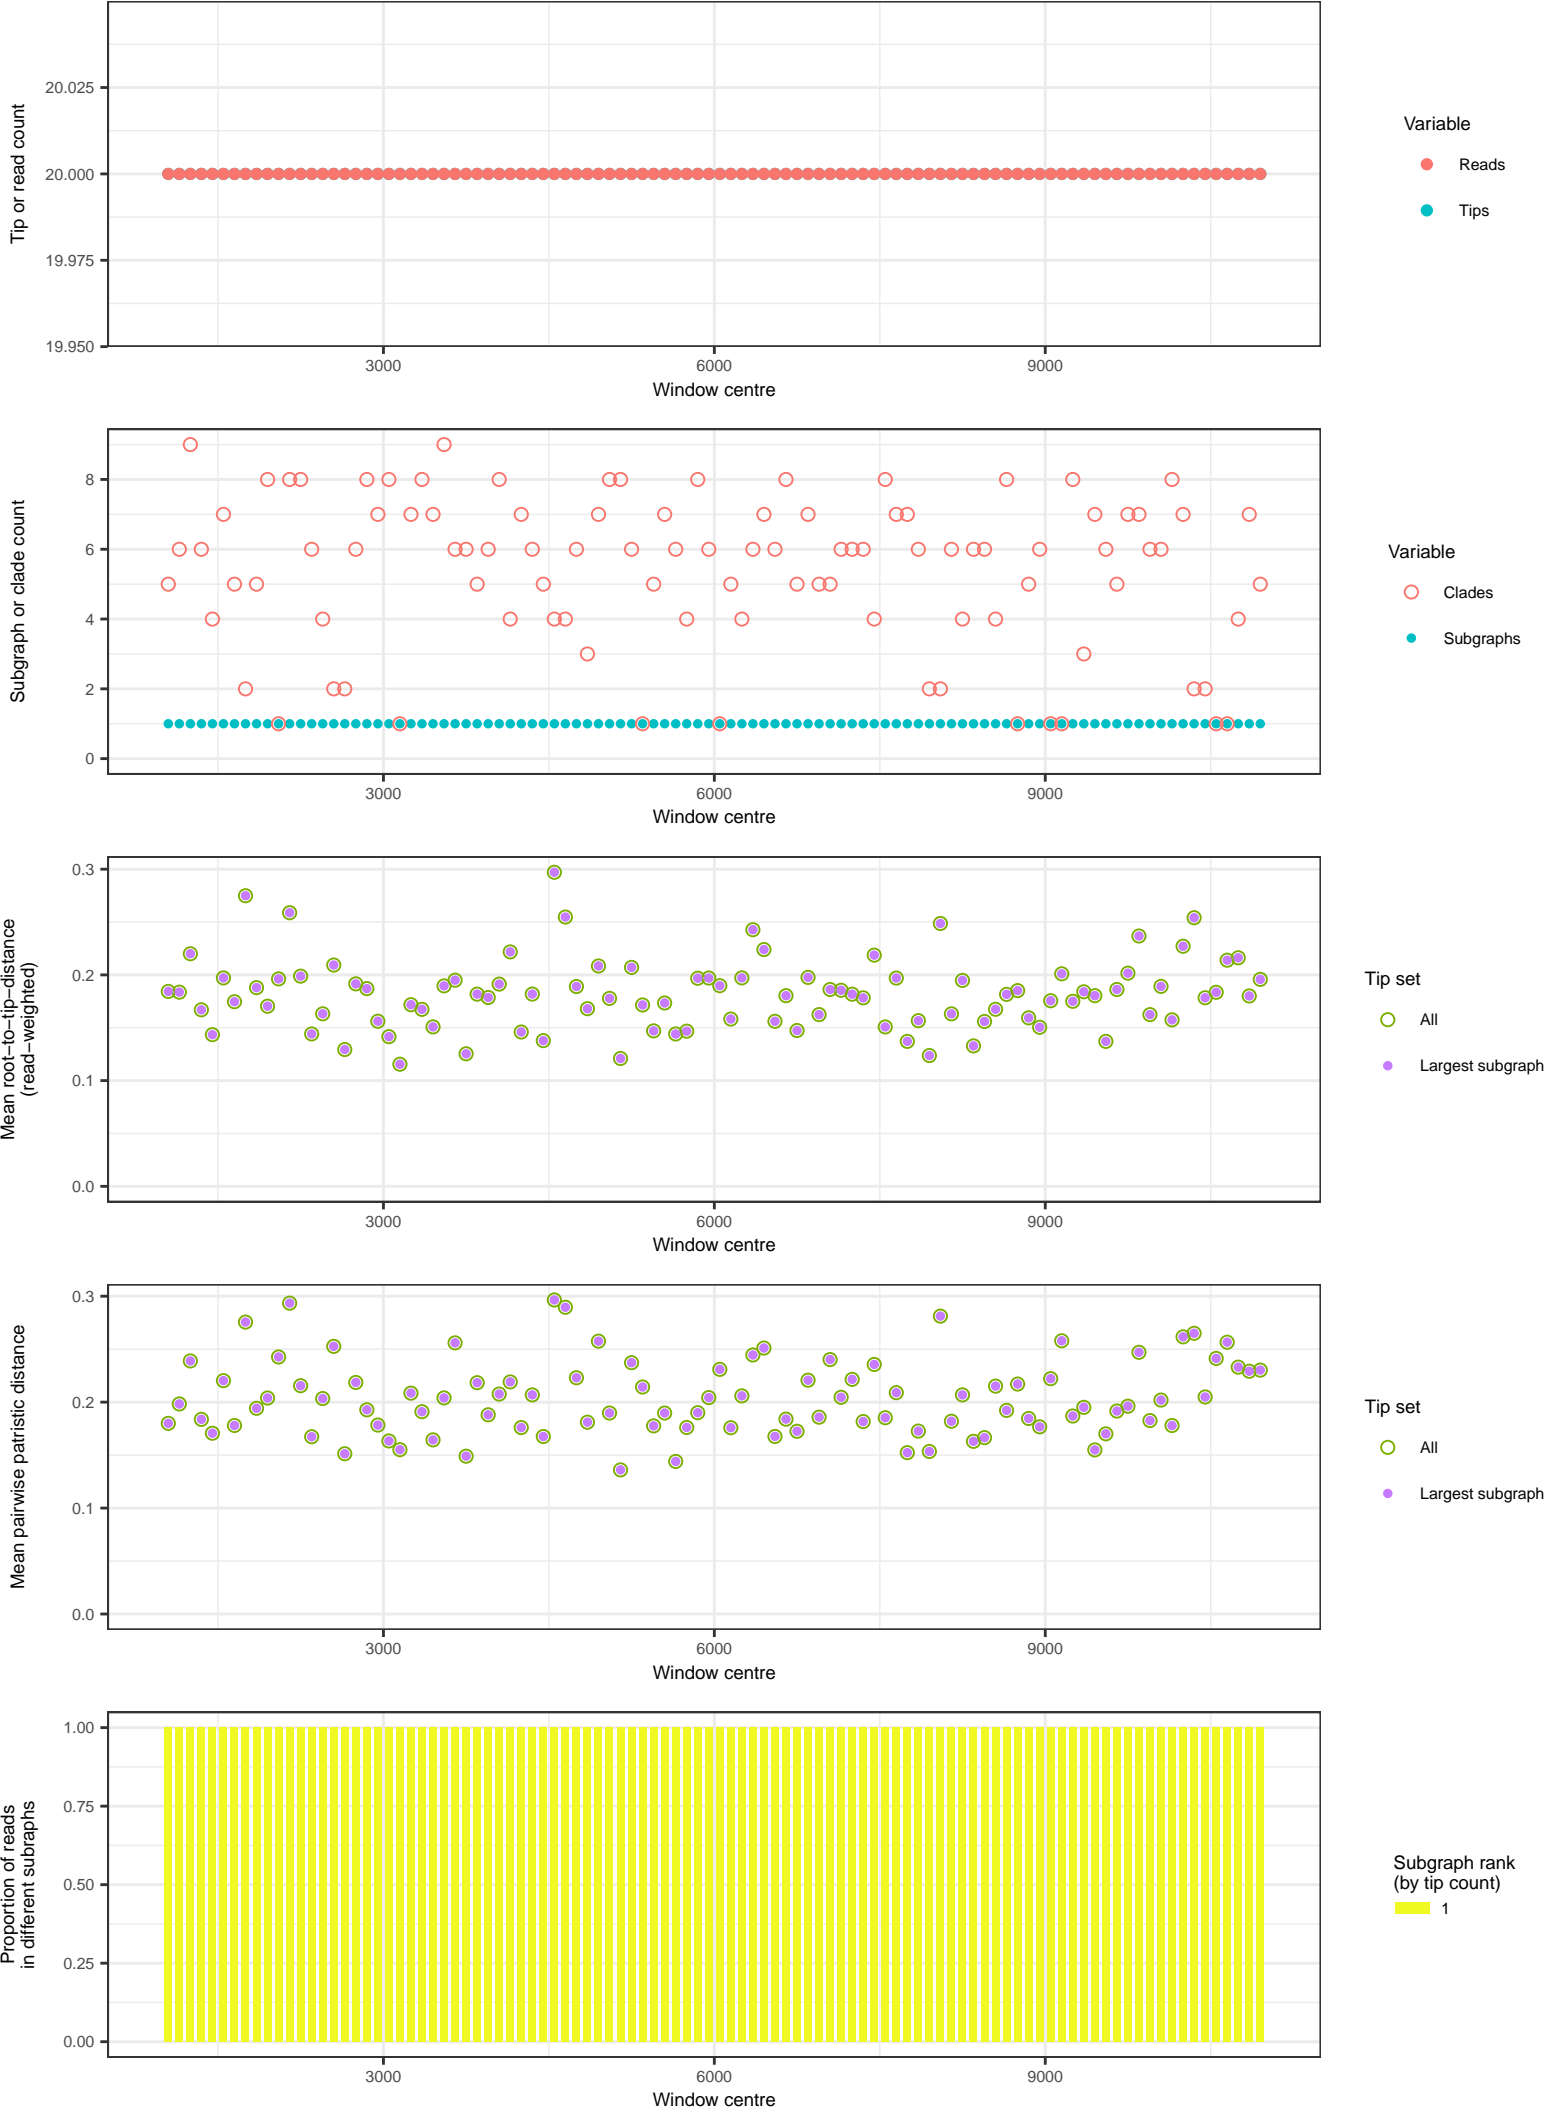 Tip or read count
20.025
20.000
19.975
19.950
3000
6000
9000
Window centre
Variable
Reads
Tips
Subgraph or clade count
8
6
4
2
0
3000
6000
9000
Window centre
Variable
Clades
Subgraphs
Mean root−to−tip−distance
(read−weighted)
0.3
0.2
0.1
0.0
3000
6000
9000
Window centre
Tip set
All
Largest subgraph
Mean pairwise patristic distance
0.3
0.2
0.1
0.0
3000
6000
9000
Window centre
Tip set
All
Largest subgraph
Proportion of reads
in different subraphs
1.00
0.75
0.50
0.25
0.00
3000
6000
9000
Window centre
Subgraph rank
(by tip count)
1